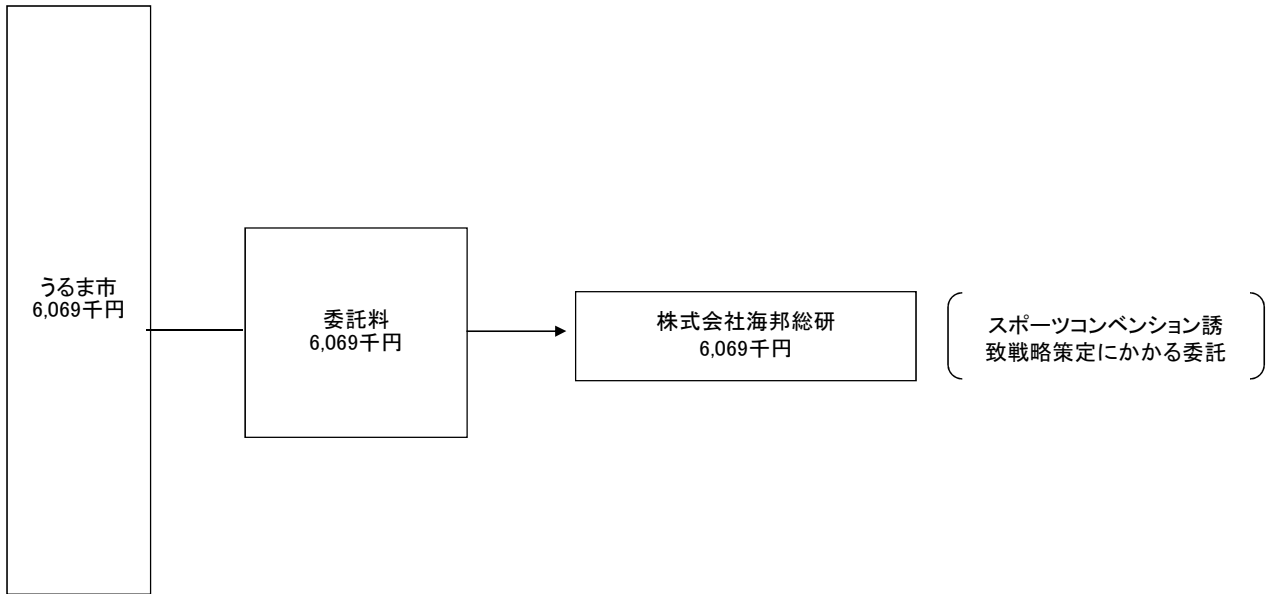 うるま市
6,069千円
委託料
6,069千円
株式会社海邦総研
6,069千円
スポーツコンベンション誘
致戦略策定にかかる委託